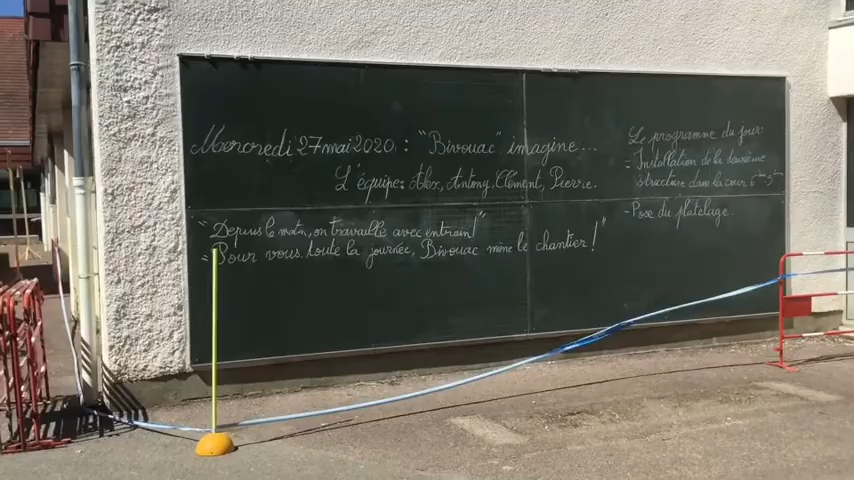 Mercredi 27 mai 2020. : "Bivouac" imagine...
L'équipe: Alex, Antony, Clément, Pierre.
"Depuis le matin, on travaille avec entrain!"
"Pour vous, toute la journée, Bivouac mène le chantier!"
Le programme du jour:
- Installation de la deuxième
structure dans la cour 6ème-5ème
- Pose du platelage.